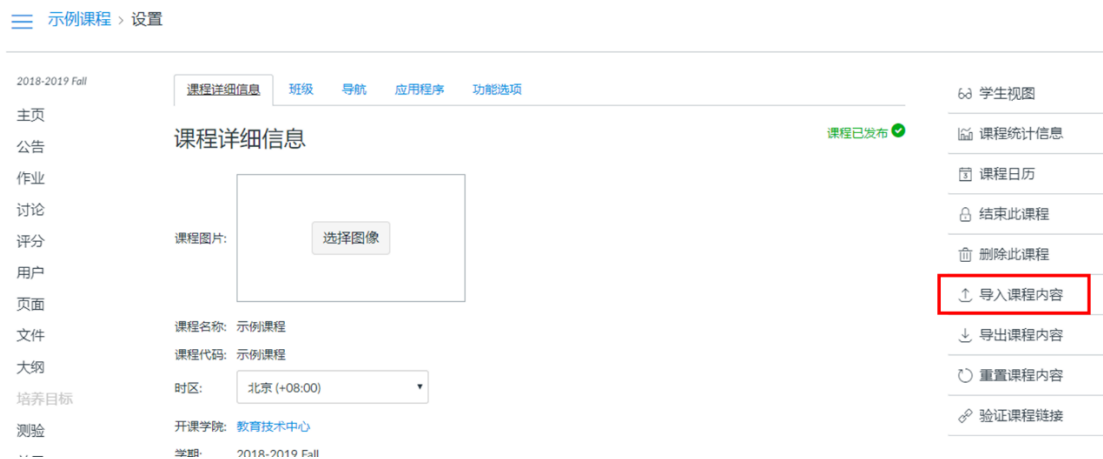 示例课程 > 设置
2018-2019 Fall
主页
公告
作业
讨论
评分
用户
页面
文件
大纲
培养目标
测验
课程详细信息 班级 导航 应用程序 功能选项
课程详细信息
课程已发布
课程图片:
选择图像
课程名称: 示例课程
课程代码: 示例课程
时区: 北京 (+08:00)
开课学院: 教育技术中心
学期: 2018-2019 Fall
学生视图
课程统计信息
课程日历
结束此课程
删除此课程
导入课程内容
导出课程内容
重置课程内容
验证课程链接